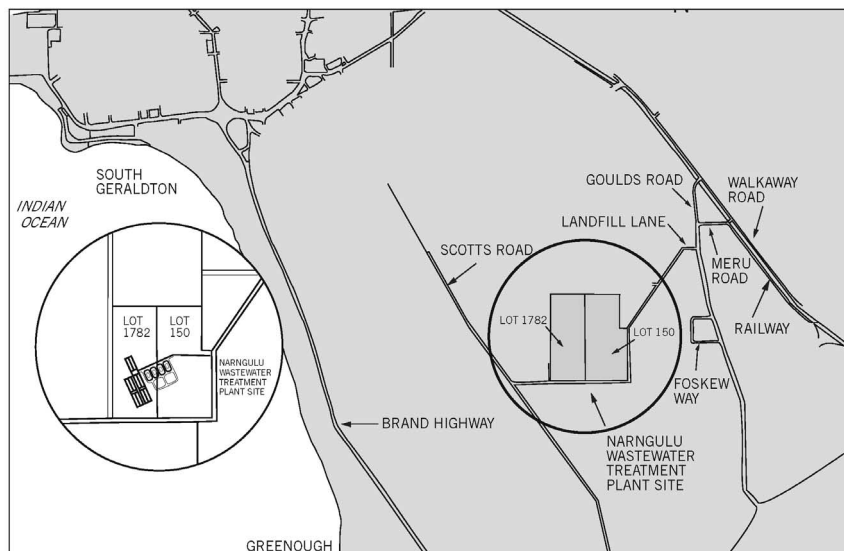 SOUTH
GERALDTON
INDIAN
OCEAN
GOULDS ROAD
WALKAWAY
ROAD
LANDFILL LANE
SCOTTS ROAD
MERU
ROAD
LOT
1782
LOT
150
LOT 1782
LOT 150
RAILWAY
NARNGULU
WASTEWATER
TREATMENT
PLANT SITE
FOSKEW
WAY
BRAND HIGHWAY
NARNGULU
WASTEWATER
TREATMENT
PLANT SITE
GREENOUGH